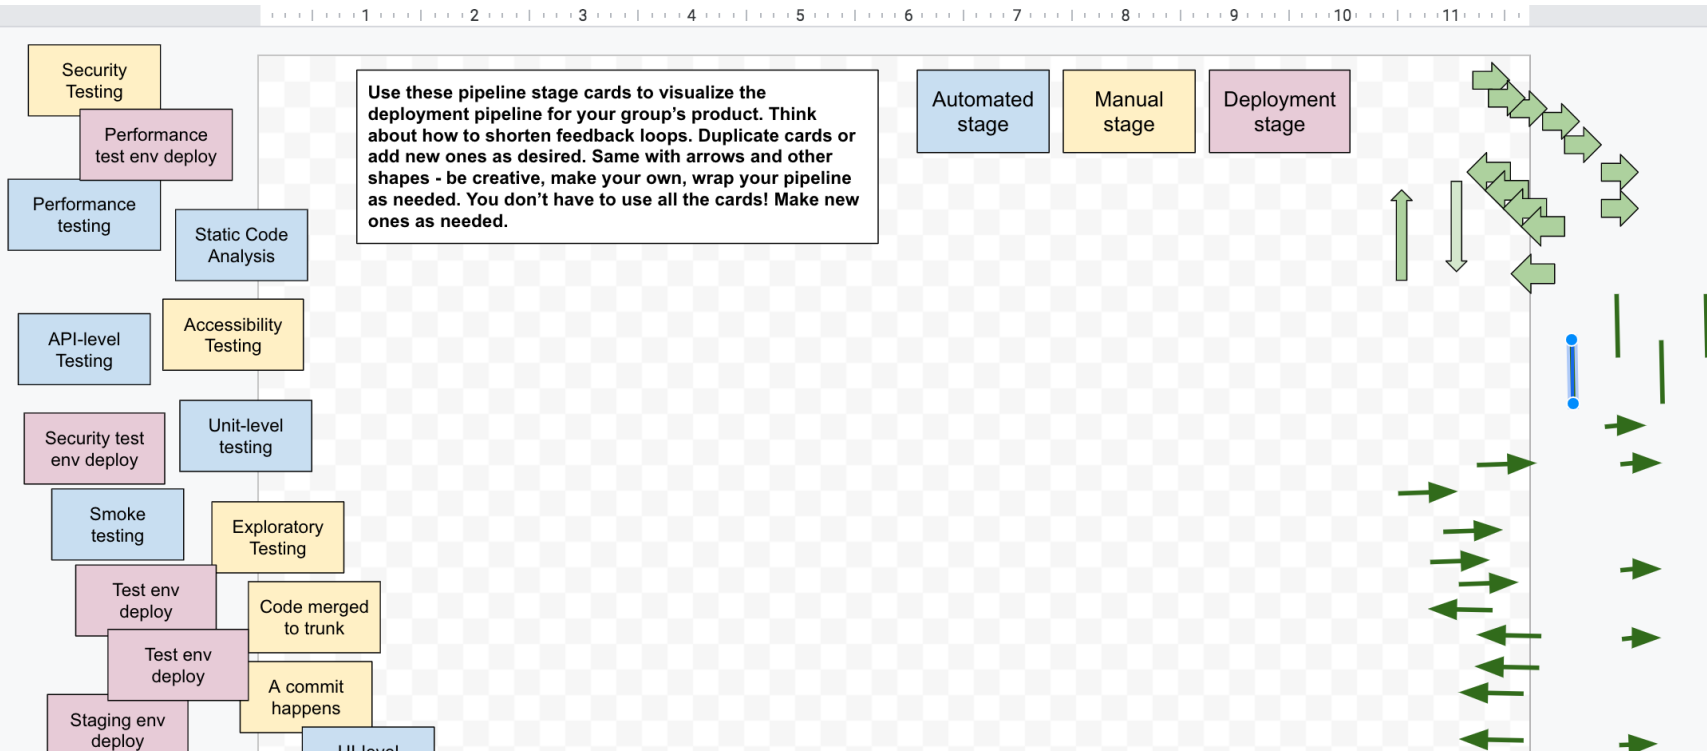 1 2 3 4 5 6 7 8 9 10 11
Security
Testing
Performance
test env deploy
Performance
testing
Static Code
Analysis
API-level
Testing
Accessibility
Testing
Security test
env deploy
Unit-level
testing
Smoke
testing
Exploratory
Testing
Test env
deploy
Code merged
to trunk
Test env
deploy
A commit
happens
Staging env
deploy
UI level
Use these pipeline stage cards to visualize the
deployment pipeline for your group's product. Think
about how to shorten feedback loops. Duplicate cards or
add new ones as desired. Same with arrows and other
shapes - be creative, make your own, wrap your pipeline
as needed. You don't have to use all the cards! Make new
ones as needed.
Automated
stage
Manual
stage
Deployment
stage